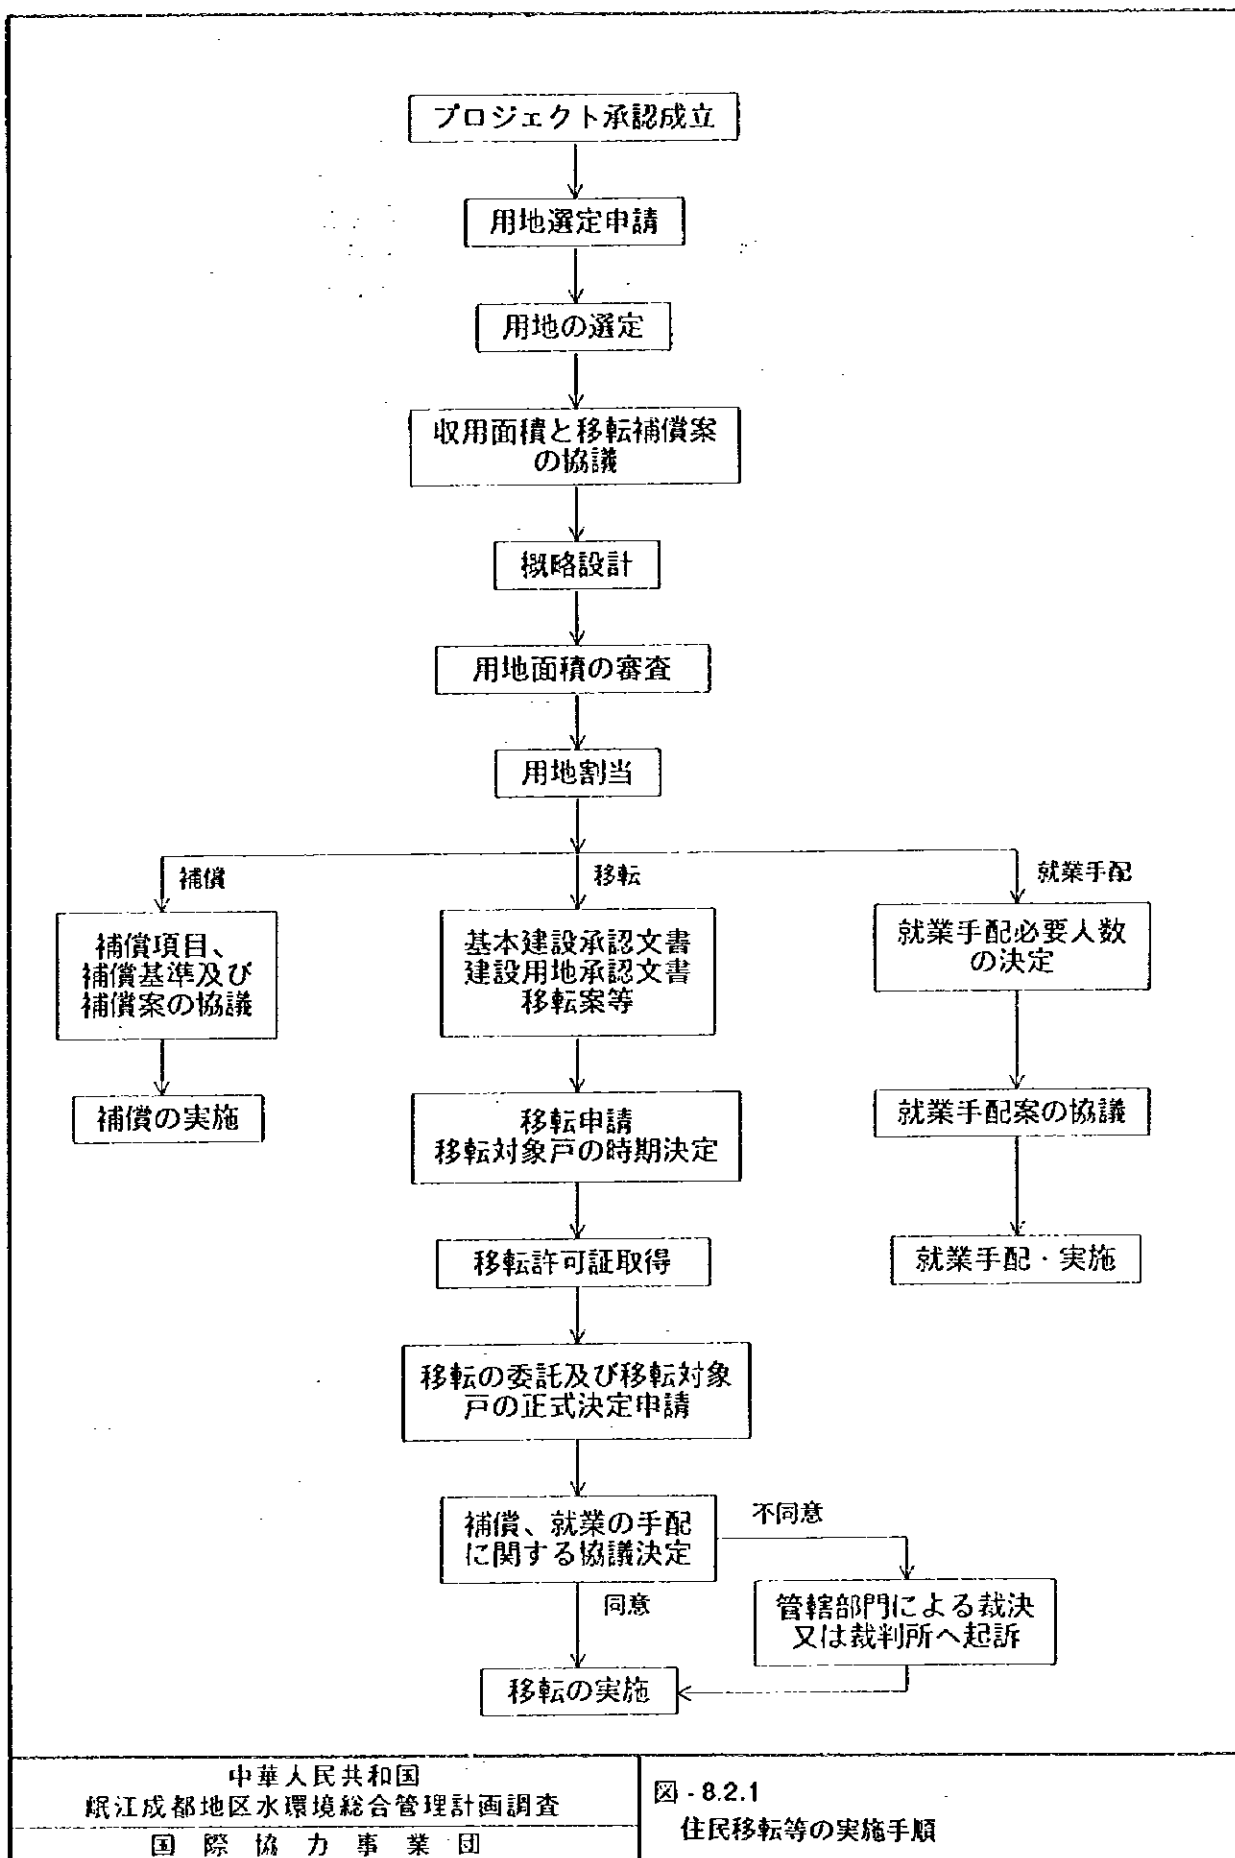 プロジェクト承認成立
用地選定申請
用地の選定
収用面積と移転補償案
の協議
概略設計
用地面積の審査
用地割当
補償
移転
就業手配
補償項目、
補償基準及び
補償案の協議
補償の実施
基本建設承認文書
建設用地承認文書
移転案等
移転申請
移転対象戸の時期決定
移転許可証取得
移転の委託及び移転対象
戸の正式決定申請
補償、就業の手配
に関する協議決定
同意
不同意
管轄部門による裁決
又は裁判所へ起訴
移転の実施
就業手配必要人数
の決定
就業手配案の協議
就業手配・実施
中華人民共和国
岷江成都地区水環境総合管理計画調査
国際協力事業団
図-8.2.1
住民移転等の実施手順